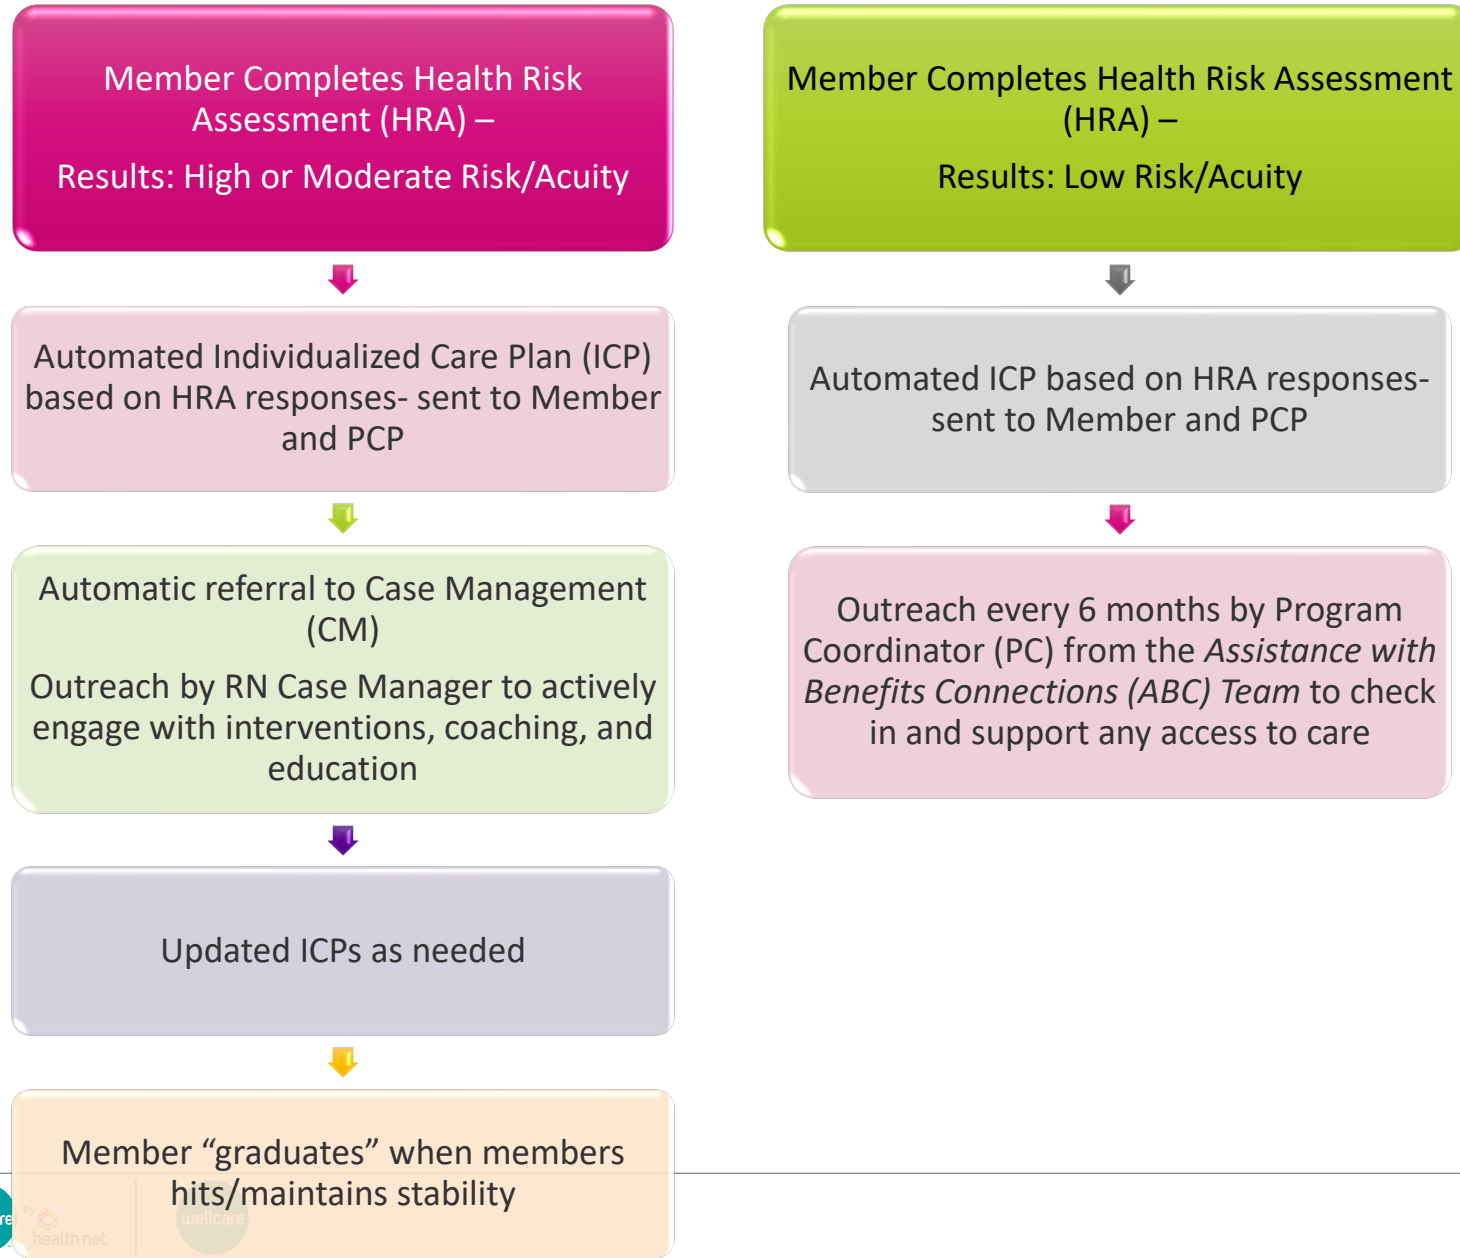 Member Completes Health Risk
Assessment (HRA) –
Results: High or Moderate Risk/Acuity
Automated Individualized Care Plan (ICP)
based on HRA responses- sent to Member
and PCP
Automatic referral to Case Management
(CM)
Outreach by RN Case Manager to actively
engage with interventions, coaching, and
education
Updated ICPs as needed
Member “graduates” when members
hits/maintains stability
Member Completes Health Risk Assessment
(HRA) –
Results: Low Risk/Acuity
Automated ICP based on HRA responses-
sent to Member and PCP
Outreach every 6 months by Program
Coordinator (PC) from the Assistance with
Benefits Connections (ABC) Team to check
in and support any access to care
re
by
health net
wellcare